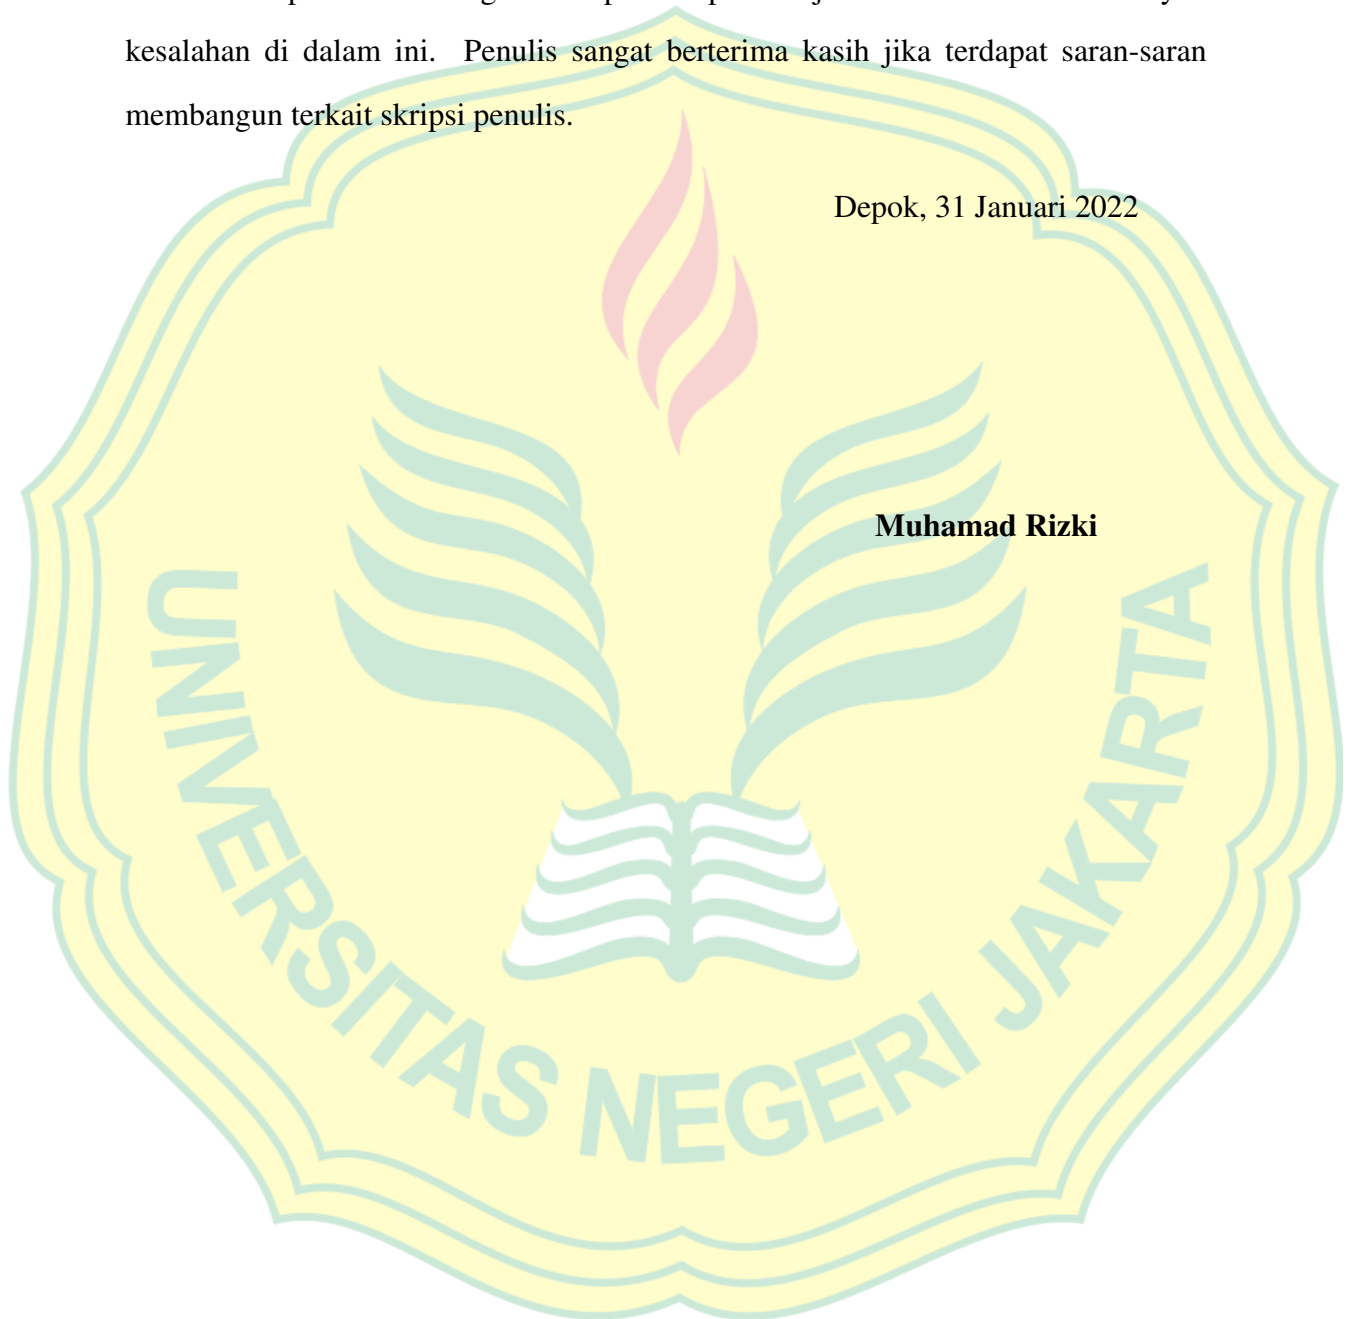 kesalahan di dalam ini. Penulis sangat berterima kasih jika terdapat saran-saran
membangun terkait skripsi penulis.
Depok, 31 Januari 2022
Muhamad Rizki
UNIVERSITAS NEGERI JAKARTA